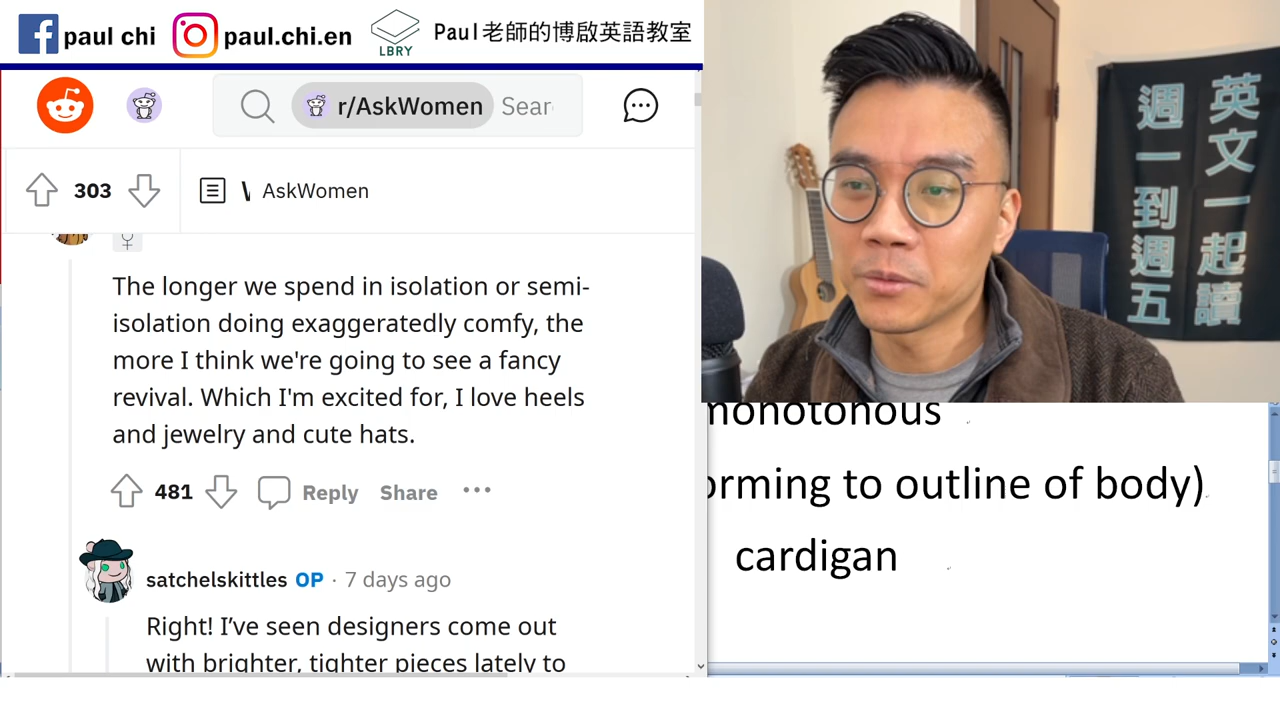 paul chi
paul.chi.en
LBRY
Paul老師的博啟英語教室
r/AskWomen
Sear
303
AskWomen
The longer we spend in isolation or semi-
isolation doing exaggeratedly comfy, the
more I think we're going to see a fancy
revival. Which I'm excited for, I love heels
and jewelry and cute hats.
481
Reply
Share
satchelskittles OP · 7 days ago
Right! I’ve seen designers come out
with brighter, tighter pieces lately to
英文一起讀
週一到週五
monotonous
orming to outline of body)
cardigan